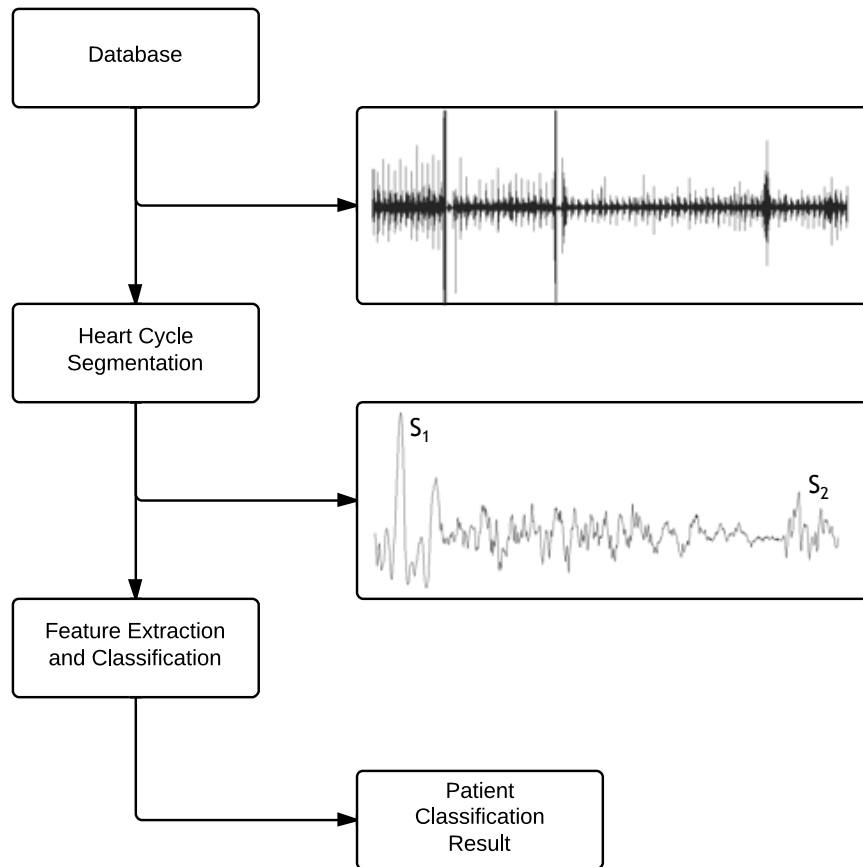 Database
Heart Cycle
Segmentation
S₁
S₂
Feature Extraction
and Classification
Patient
Classification
Result